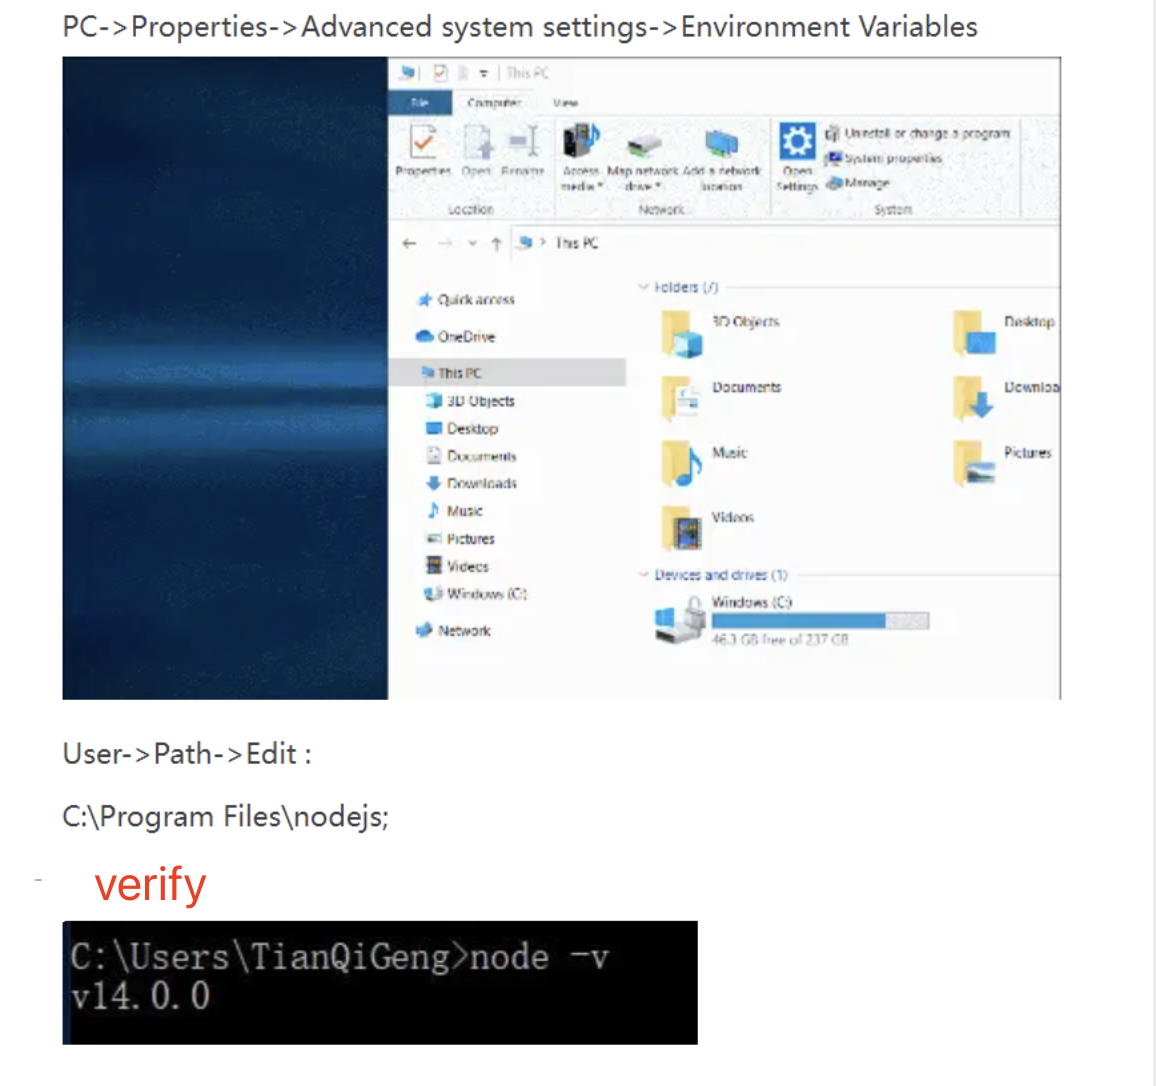 PC->Properties->Advanced system settings->Environment Variables
This PC
File
Computer
View
Properties
Open
Rename
Access media
Map network drive
Add a network location
Open Settings
Uninstall or change a program
System properties
Manage
Location
Network
System
This PC
Quick access
OneDrive
This PC
3D Objects
Desktop
Documents
Downloads
Music
Pictures
Videos
Windows (C:)
Network
Folders (7)
3D Objects
Desktop
Documents
Downloa
Music
Pictures
Videos
Devices and drives (1)
Windows (C:)
46.3 GB free of 237 GB
User->Path->Edit :
C:\Program Files\nodejs;
- verify
C:\Users\TianQiGeng>node -v
v14.0.0